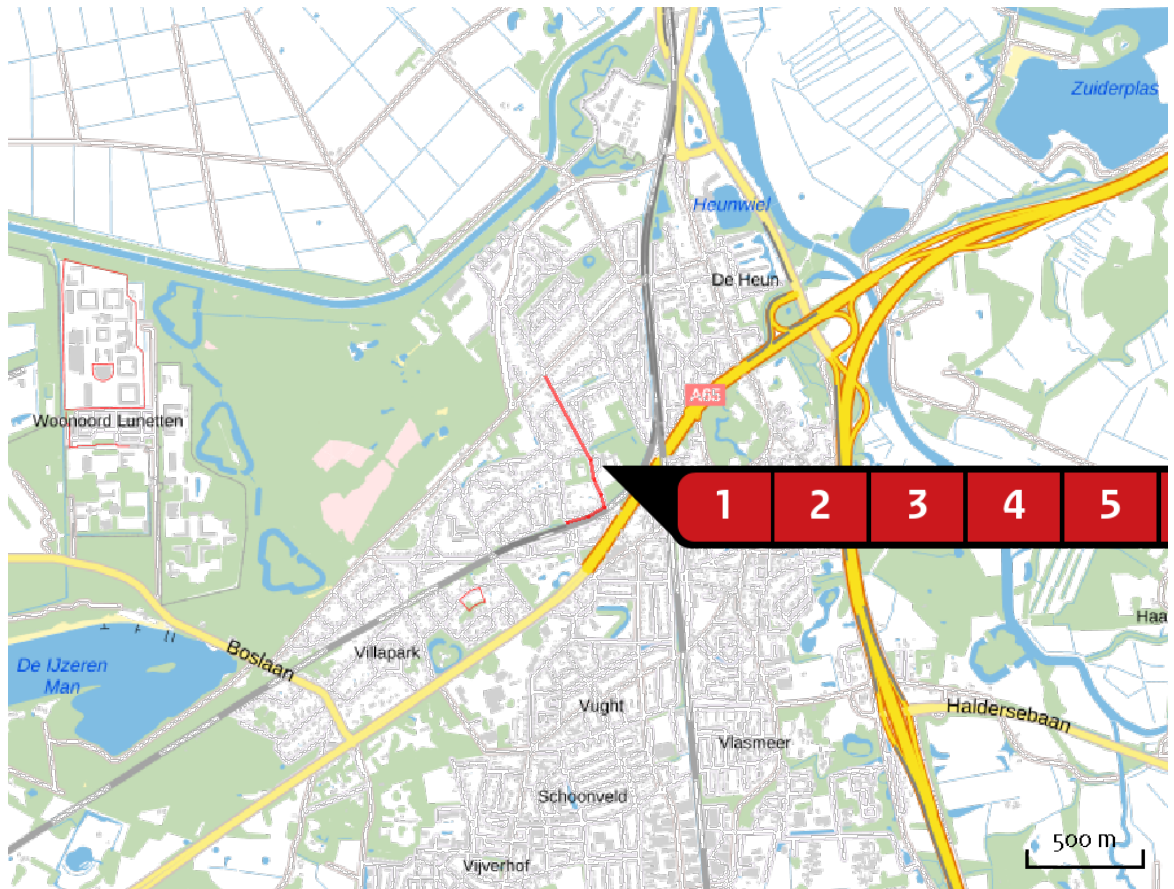 Zuiderplas
Heunwiel
De Heun
A65
Woonoord Lunetten
1 2 3 4 5
Haa
Boslaan
Villapark
De IJzeren
Man
Vught
Haldersebaan
Vlasmeer
Schoonveld
500 m
Vijverhof